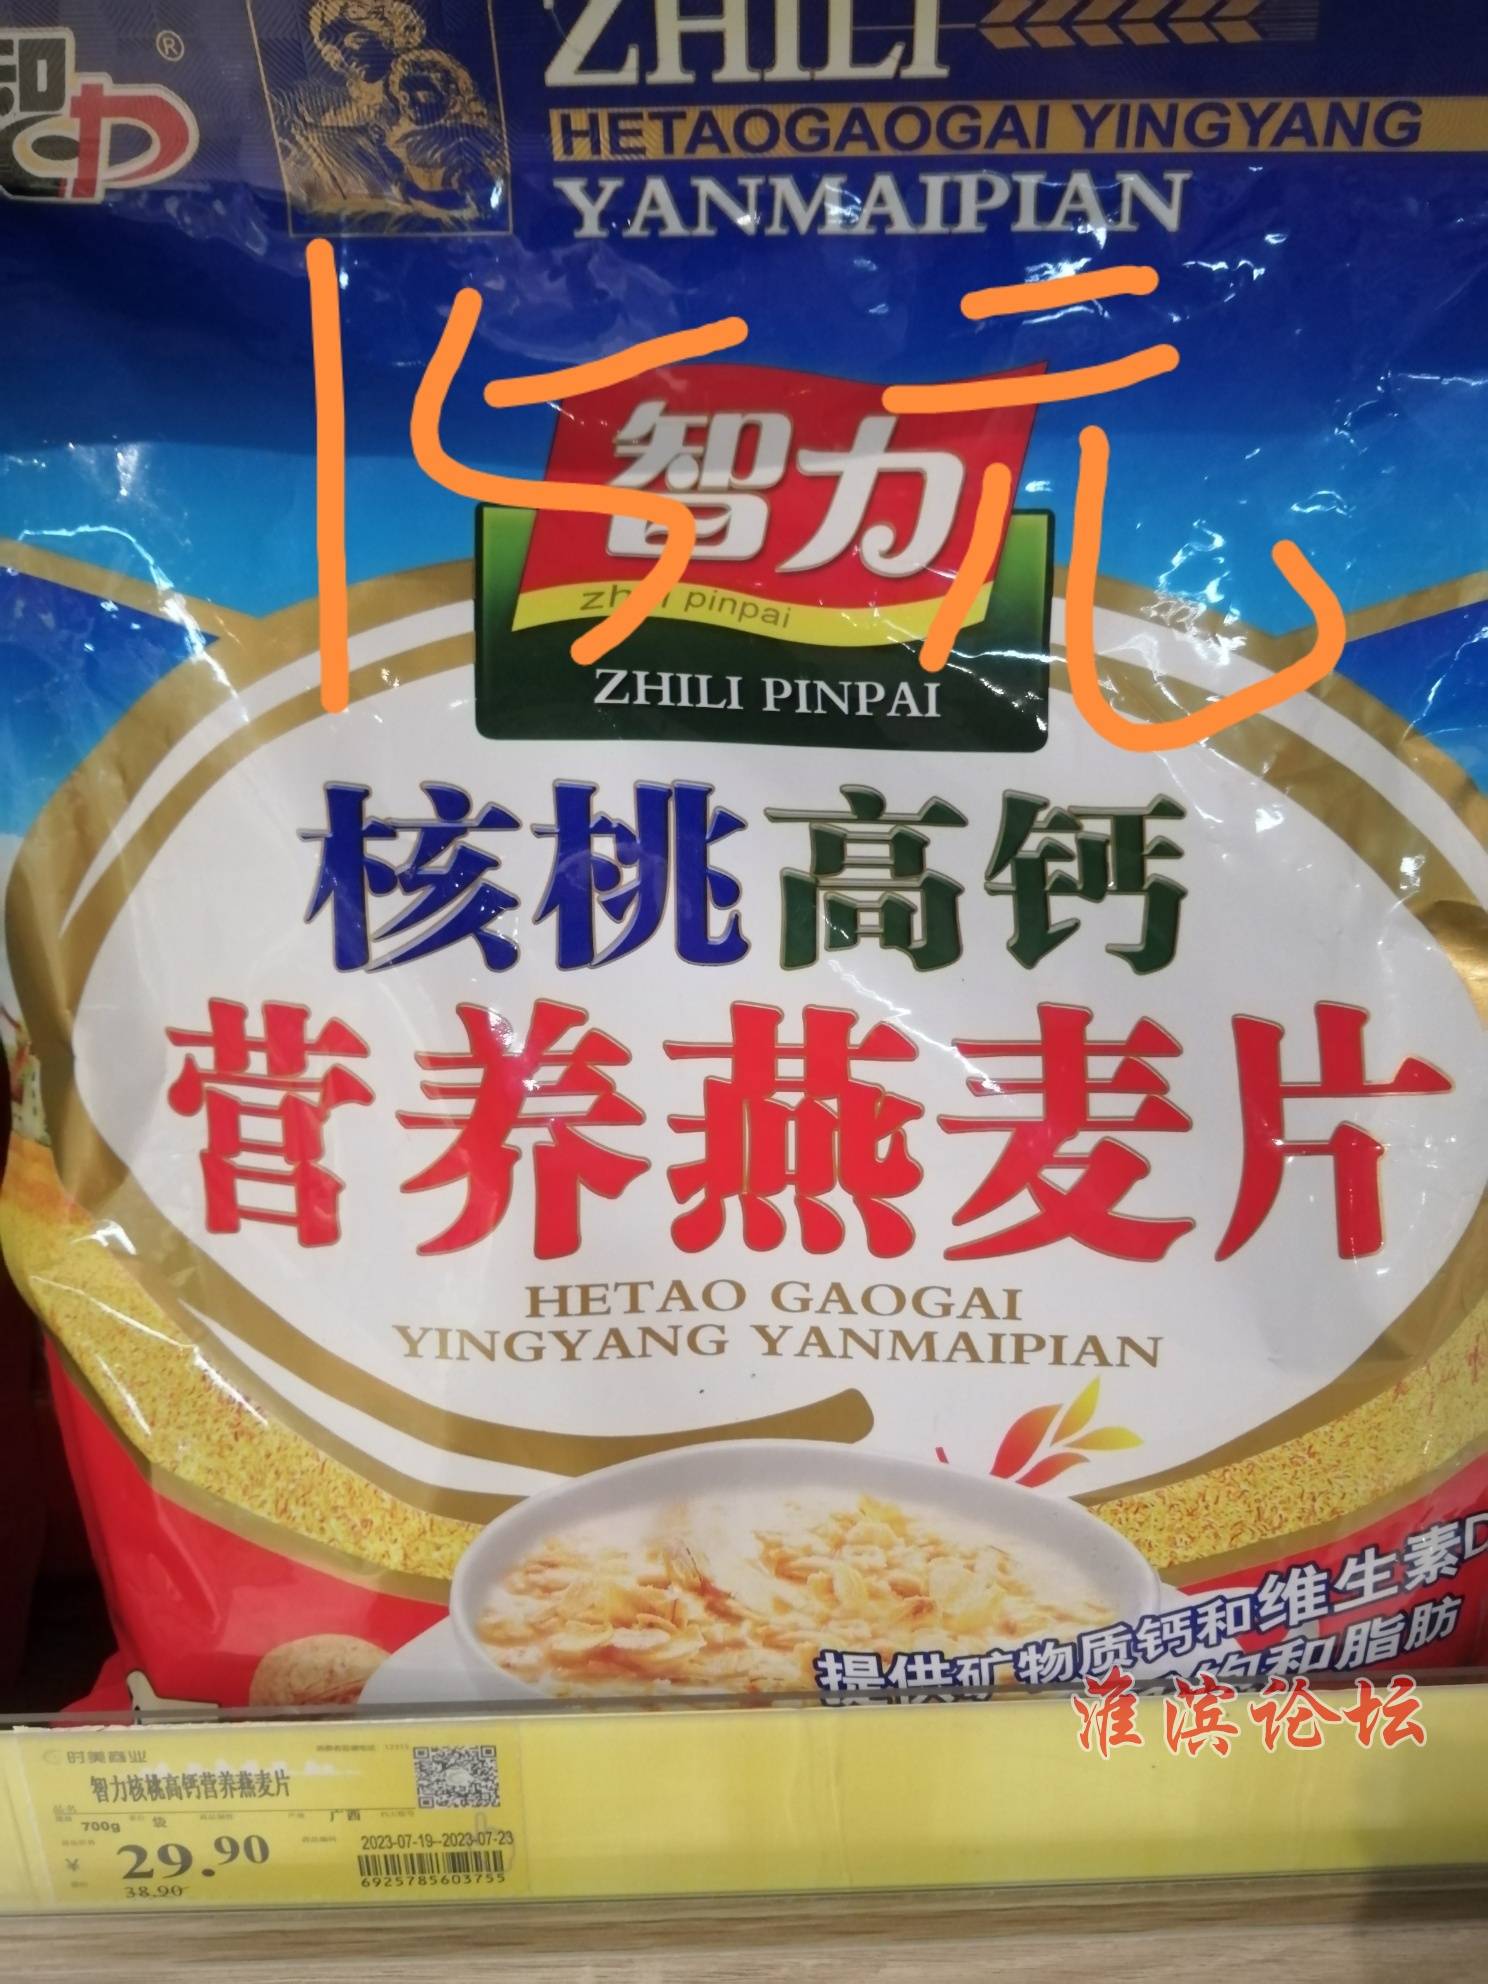 ZHILI
HETAOGAOGAI YINGYANG
YANMAIPIAN
15元
智力
pinpai
ZHILI PINPAI
核桃高钙
营养燕麦片
HETAO GAOGAI
YINGYANG YANMAIPIAN
提供矿物质钙和维生素D
和脂肪
淮滨论坛
时美商业
12315
智力核桃高钙营养燕麦片
品名
700g 袋 广西
2023-07-19--2023-07-23
¥ 29.90
38.90
6925785603755